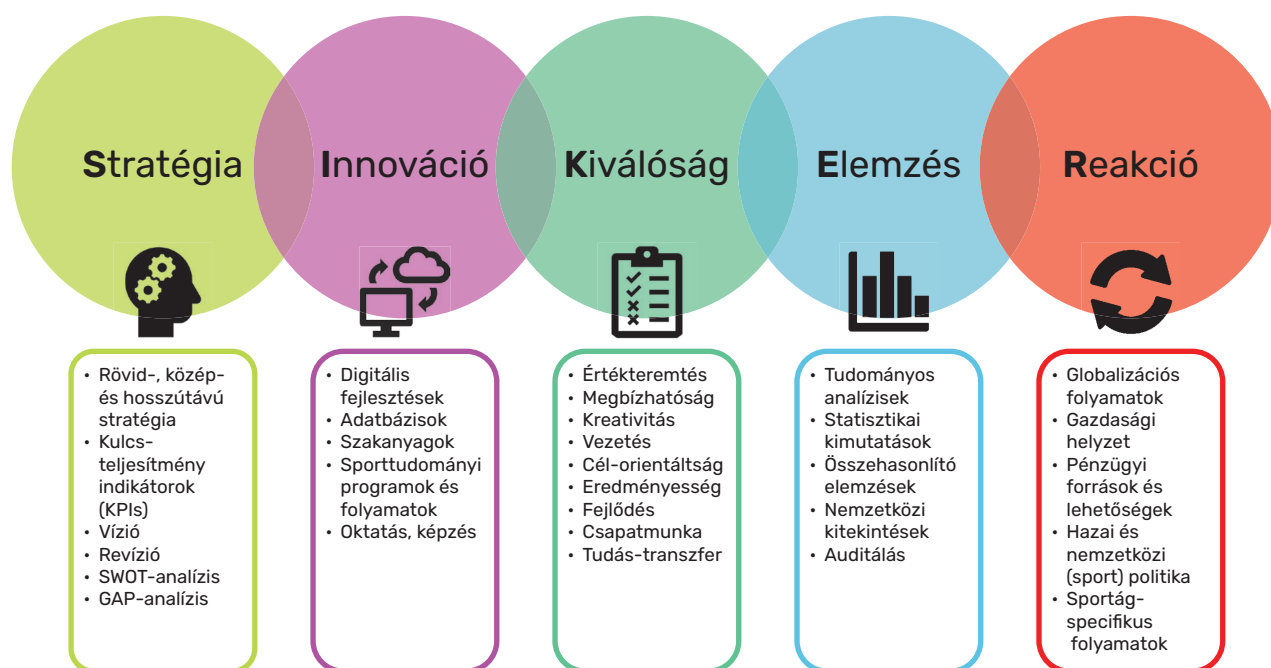 Stratégia
Innováció
Kiválóság
Elemzés
Reakció
• Rövid-, közép-
és hosszútávú
stratégia
• Kulcs-
teljesítmény
indikátorok
(KPIs)
• Vízió
• Revízió
• SWOT-analízis
• GAP-analízis
• Digitális
fejlesztések
• Adatbázisok
• Szakanyagok
• Sporttudományi
programok és
folyamatok
• Oktatás, képzés
• Értékteremtés
• Megbízhatóság
• Kreativitás
• Vezetés
• Cél-orientáltság
• Eredményesség
• Fejlődés
• Csapatmunka
• Tudás-transzfer
• Tudományos
analízisek
• Statisztikai
kimutatások
• Összehasonlító
elemzések
• Nemzetközi
kitekintések
• Auditálás
• Globalizációs
folyamatok
• Gazdasági
helyzet
• Pénzügyi
források és
lehetőségek
• Hazai és
nemzetközi
(sport) politika
• Sportág-
specifikus
folyamatok